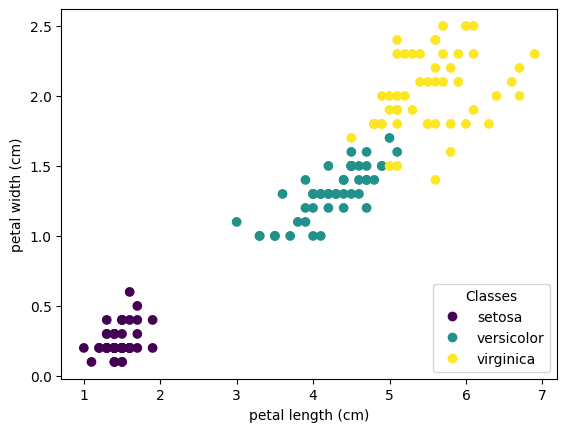 2.5
2.0
1.5
1.0
0.5
0.0
petal width (cm)
Classes
setosa
versicolor
virginica
1 2 3 4 5 6 7
petal length (cm)